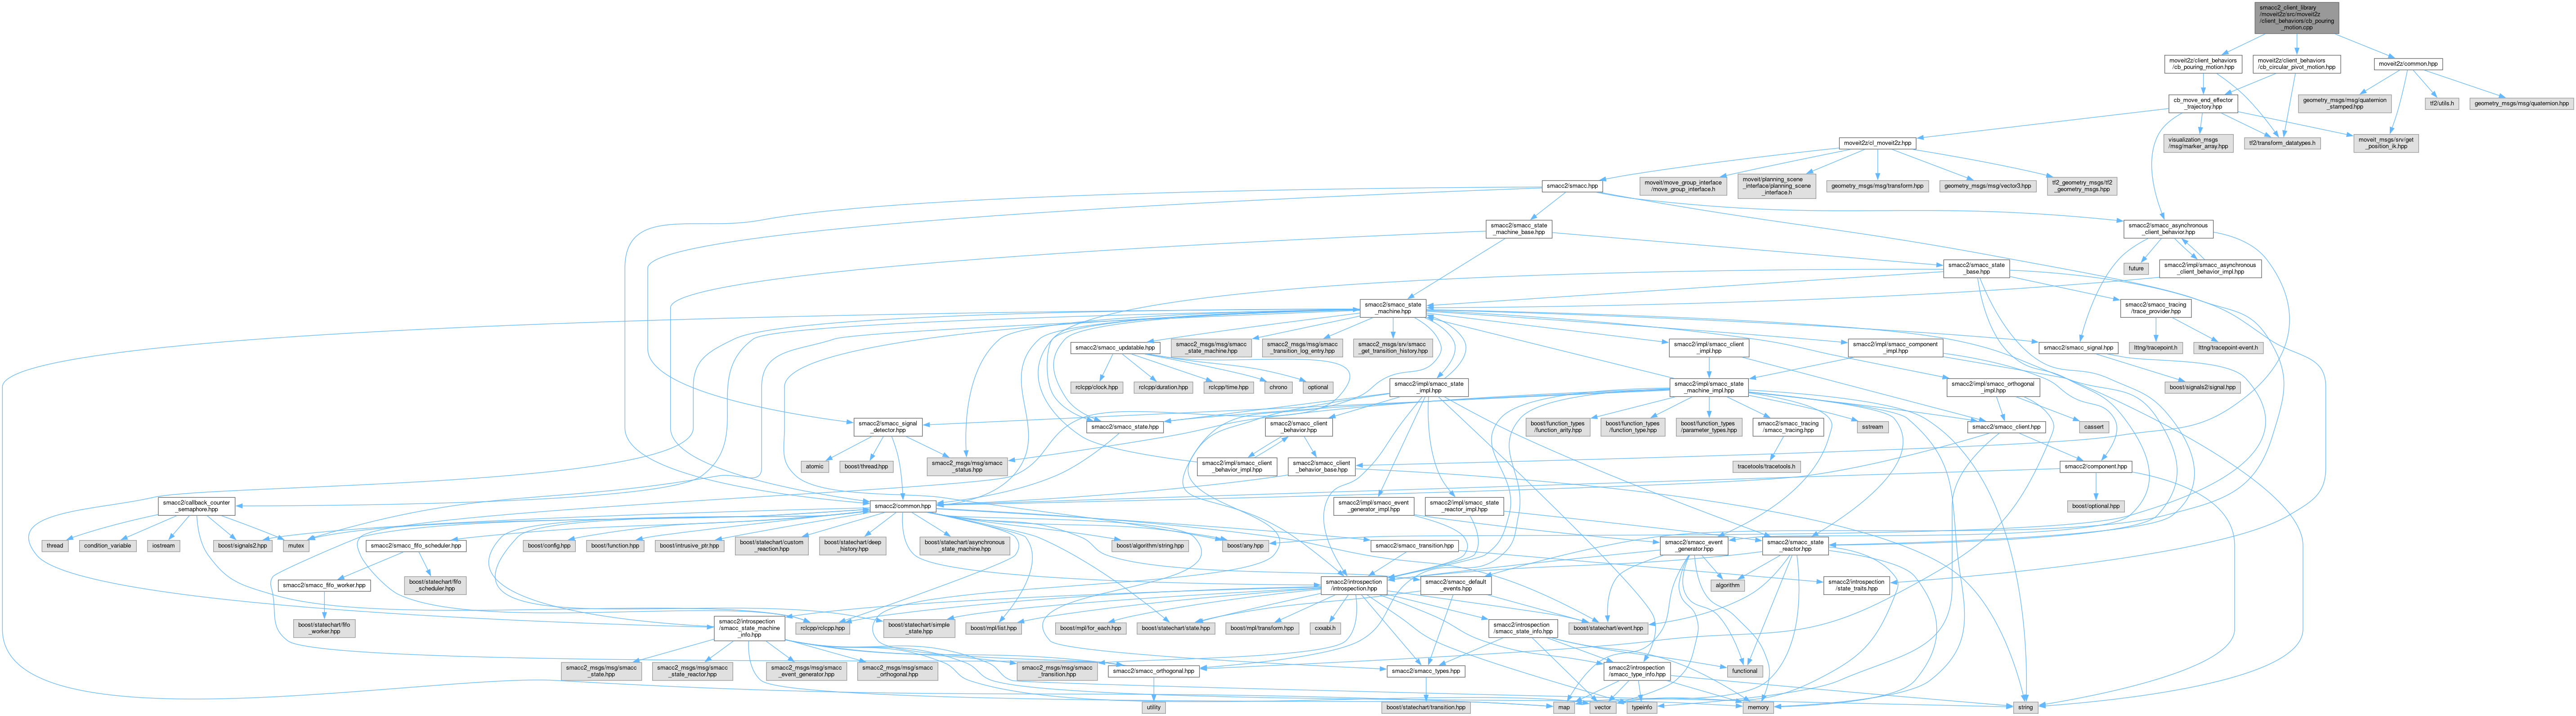 smacc2_client_library
/moveit2z/src/moveit2z
/client_behaviors/cb_pouring
_motion.cpp
moveit2z/client_behaviors
/cb_pouring_motion.hpp
moveit2z/client_behaviors
/cb_circular_pivot_motion.hpp
moveit2z/common.hpp
cb_move_end_effector
_trajectory.hpp
geometry_msgs/msg/quaternion
_stamped.hpp
tf2/utils.h
geometry_msgs/msg/quaternion.hpp
moveit2z/cl_moveit2z.hpp
visualization_msgs
/msg/marker_array.hpp
tf2/transform_datatypes.h
moveit_msgs/srv/get
_position_ik.hpp
smacc2/smacc.hpp
moveit/move_group_interface
/move_group_interface.h
moveit/planning_scene
_interface/planning_scene
_interface.h
geometry_msgs/msg/transform.hpp
geometry_msgs/msg/vector3.hpp
tf2_geometry_msgs/tf2
_geometry_msgs.hpp
smacc2/smacc_state
_machine_base.hpp
smacc2/smacc_asynchronous
_client_behavior.hpp
smacc2/smacc_state
_base.hpp
future
smacc2/impl/smacc_asynchronous
_client_behavior_impl.hpp
smacc2/smacc_state
_machine.hpp
smacc2/smacc_tracing
/trace_provider.hpp
smacc2/smacc_updatable.hpp
smacc2_msgs/msg/smacc
_state_machine.hpp
smacc2_msgs/msg/smacc
_transition_log_entry.hpp
smacc2_msgs/srv/smacc
_get_transition_history.hpp
smacc2/impl/smacc_client
_impl.hpp
smacc2/impl/smacc_component
_impl.hpp
smacc2/smacc_signal.hpp
lttng/tracepoint.h
lttng/tracepoint-event.h
rclcpp/clock.hpp
rclcpp/duration.hpp
rclcpp/time.hpp
chrono
optional
smacc2/impl/smacc_state
_impl.hpp
smacc2/impl/smacc_state
_machine_impl.hpp
smacc2/impl/smacc_orthogonal
_impl.hpp
boost/signals2/signal.hpp
smacc2/smacc_signal
_detector.hpp
smacc2/smacc_state.hpp
smacc2/smacc_client
_behavior.hpp
boost/function_types
/function_arity.hpp
boost/function_types
/function_type.hpp
boost/function_types
/parameter_types.hpp
smacc2/smacc_tracing
/smacc_tracing.hpp
sstream
smacc2/smacc_client.hpp
cassert
atomic
boost/thread.hpp
smacc2_msgs/msg/smacc
_status.hpp
smacc2/impl/smacc_client
_behavior_impl.hpp
smacc2/smacc_client
_behavior_base.hpp
tracetools/tracetools.h
smacc2/component.hpp
smacc2/callback_counter
_semaphore.hpp
smacc2/common.hpp
smacc2/impl/smacc_event
_generator_impl.hpp
smacc2/impl/smacc_state
_reactor_impl.hpp
boost/optional.hpp
thread
condition_variable
iostream
boost/signals2.hpp
mutex
smacc2/smacc_fifo_scheduler.hpp
boost/config.hpp
boost/function.hpp
boost/intrusive_ptr.hpp
boost/statechart/custom
_reaction.hpp
boost/statechart/deep
_history.hpp
boost/statechart/asynchronous
_state_machine.hpp
boost/algorithm/string.hpp
boost/any.hpp
smacc2/smacc_transition.hpp
smacc2/smacc_event
_generator.hpp
smacc2/smacc_state
_reactor.hpp
smacc2/smacc_fifo_worker.hpp
boost/statechart/fifo
_scheduler.hpp
smacc2/introspection
/introspection.hpp
smacc2/smacc_default
_events.hpp
algorithm
smacc2/introspection
/state_traits.hpp
boost/statechart/fifo
_worker.hpp
smacc2/introspection
/smacc_state_machine
_info.hpp
rclcpp/rclcpp.hpp
boost/statechart/simple
_state.hpp
boost/mpl/list.hpp
boost/mpl/for_each.hpp
boost/statechart/state.hpp
boost/mpl/transform.hpp
cxxabi.h
smacc2/introspection
/smacc_state_info.hpp
boost/statechart/event.hpp
smacc2_msgs/msg/smacc
_state.hpp
smacc2_msgs/msg/smacc
_state_reactor.hpp
smacc2_msgs/msg/smacc
_event_generator.hpp
smacc2_msgs/msg/smacc
_orthogonal.hpp
smacc2_msgs/msg/smacc
_transition.hpp
smacc2/smacc_orthogonal.hpp
smacc2/smacc_types.hpp
smacc2/introspection
/smacc_type_info.hpp
functional
utility
boost/statechart/transition.hpp
map
vector
typeinfo
memory
string